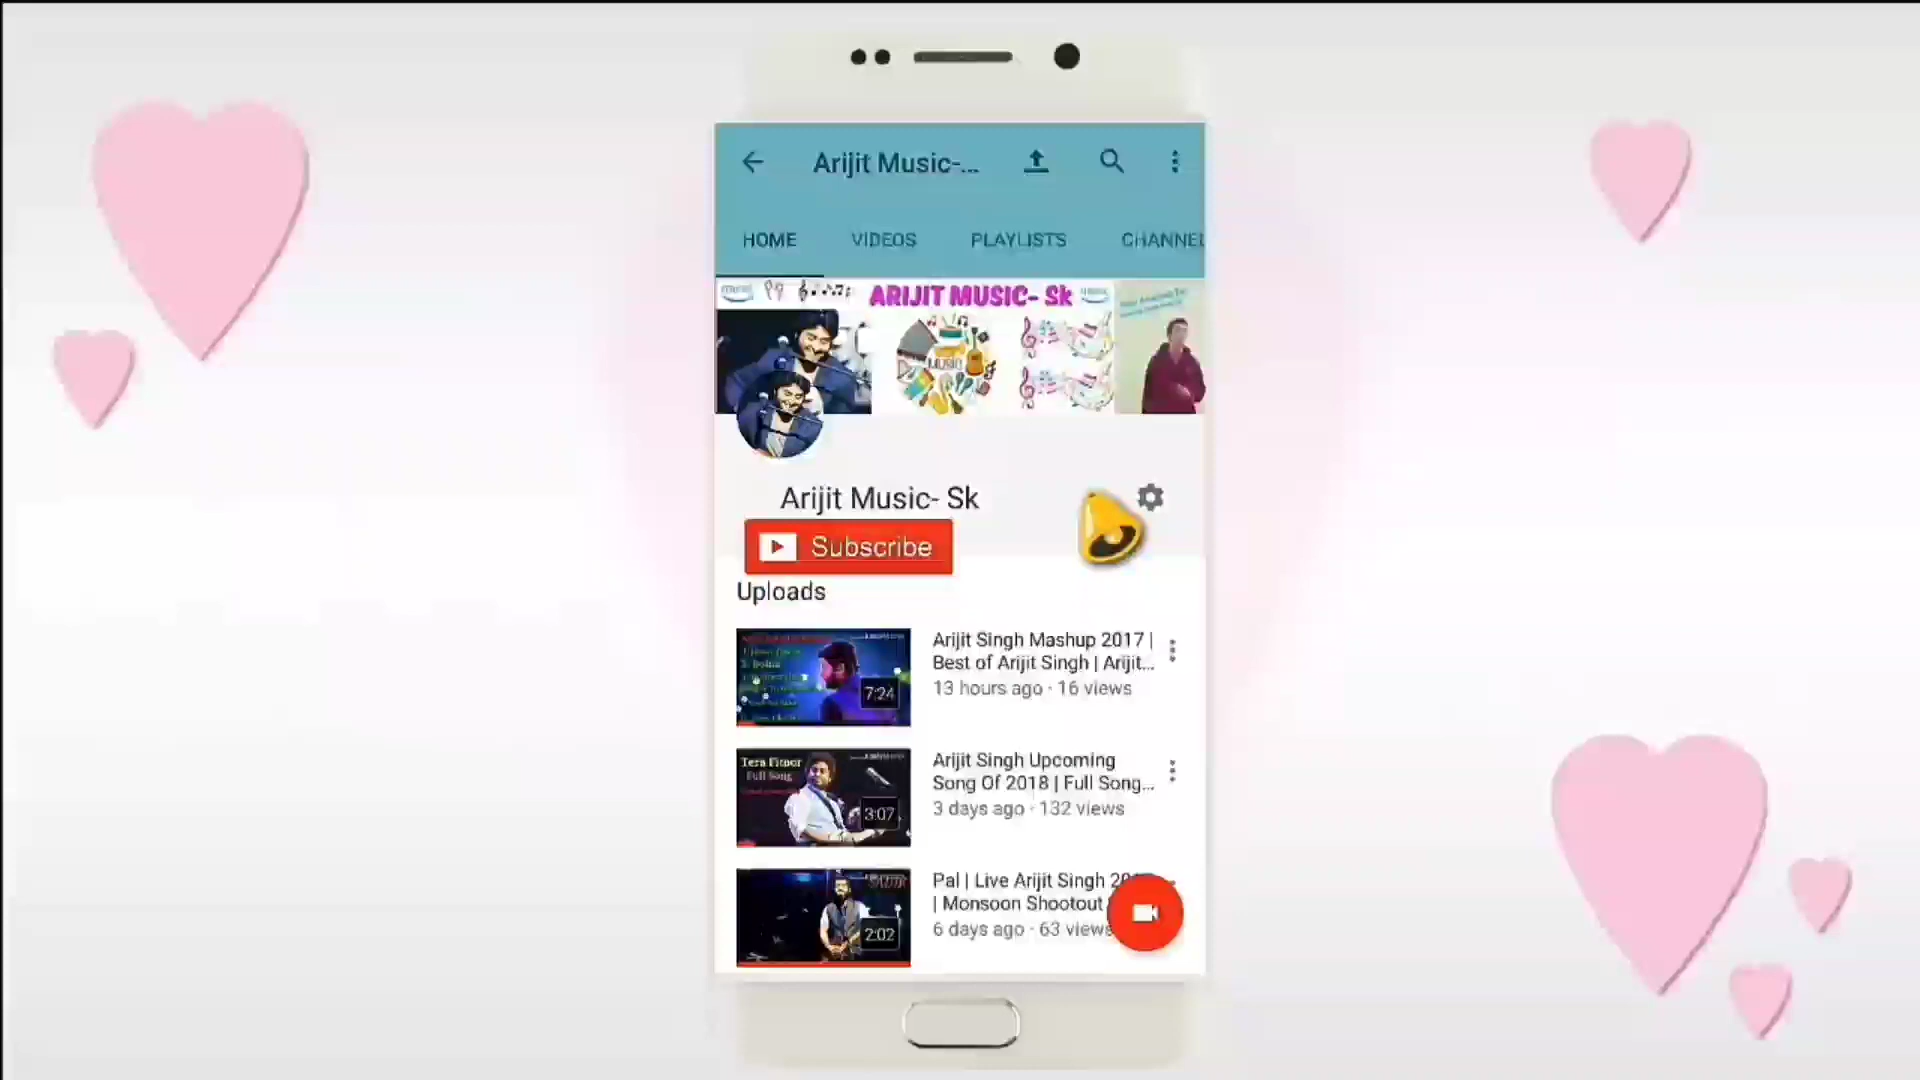 Arijit Music-...
HOME VIDEOS PLAYLISTS CHANNEL
ARIJIT MUSIC- Sk
music
MUSIC
Arijit Music- Sk
Subscribe
Uploads
Arijit Singh Mashup 2017 |
Best of Arijit Singh | Arijit...
13 hours ago · 16 views
7:24
Arijit Singh Upcoming
Song Of 2018 | Full Song...
3 days ago · 132 views
Tera Fitoor
Full Song
3:07
Pal | Live Arijit Singh
| Monsoon Shootout
6 days ago · 63 views
2:02